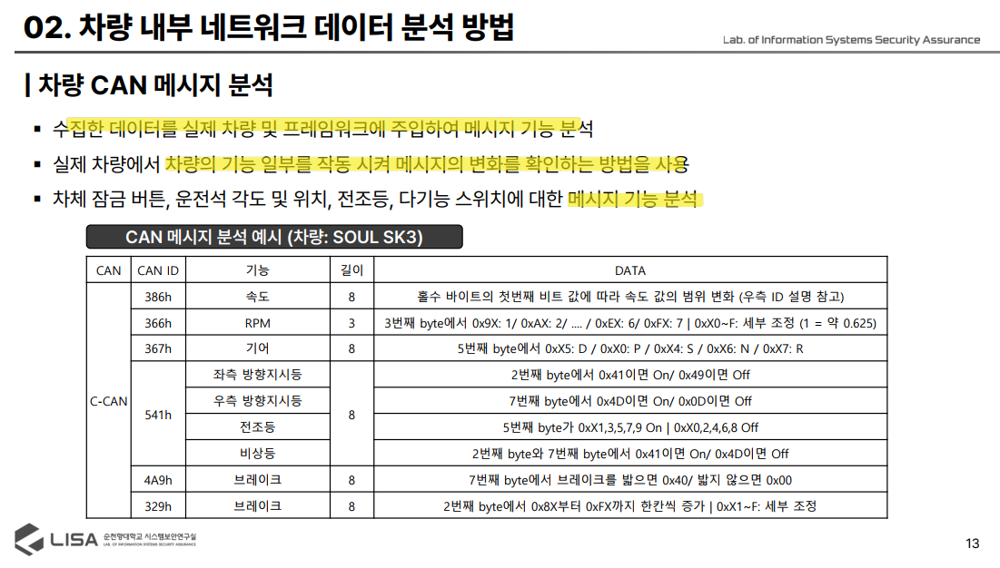 02. 차량 내부 네트워크 데이터 분석 방법
Lab. of Information Systems Security Assurance
| 차량 CAN 메시지 분석
▪ 수집한 데이터를 실제 차량 및 프레임워크에 주입하여 메시지 기능 분석
▪ 실제 차량에서 차량의 기능 일부를 작동 시켜 메시지의 변화를 확인하는 방법을 사용
▪ 차체 잠금 버튼, 운전석 각도 및 위치, 전조등, 다기능 스위치에 대한 메시지 기능 분석
CAN 메시지 분석 예시 (차량: SOUL SK3)
CAN CAN ID 기능 길이 DATA
C-CAN
386h 속도 8 홀수 바이트의 첫번째 비트 값에 따라 속도 값의 범위 변화 (우측 ID 설명 참고)
366h RPM 3 3번째 byte에서 0x9X: 1/ 0xAX: 2/ .... / 0xEX: 6/ 0xFX: 7 | 0xX0~F: 세부 조정 (1 = 약 0.625)
367h 기어 8 5번째 byte에서 0xX5: D / 0xX0: P / 0xX4: S / 0xX6: N / 0xX7: R
541h 8
좌측 방향지시등 2번째 byte에서 0x41이면 On/ 0x49이면 Off
우측 방향지시등 7번째 byte에서 0x4D이면 On/ 0x0D이면 Off
전조등 5번째 byte가 0xX1,3,5,7,9 On | 0xX0,2,4,6,8 Off
비상등 2번째 byte와 7번째 byte에서 0x41이면 On/ 0x4D이면 Off
4A9h 브레이크 8 7번째 byte에서 브레이크를 밟으면 0x40/ 밟지 않으면 0x00
329h 브레이크 8 2번째 byte에서 0x8X부터 0xFX까지 한칸씩 증가 | 0xX1~F: 세부 조정
LISA 순천향대학교 시스템보안연구실
LAB. OF INFORMATION SYSTEMS SECURITY ASSURANCE
13